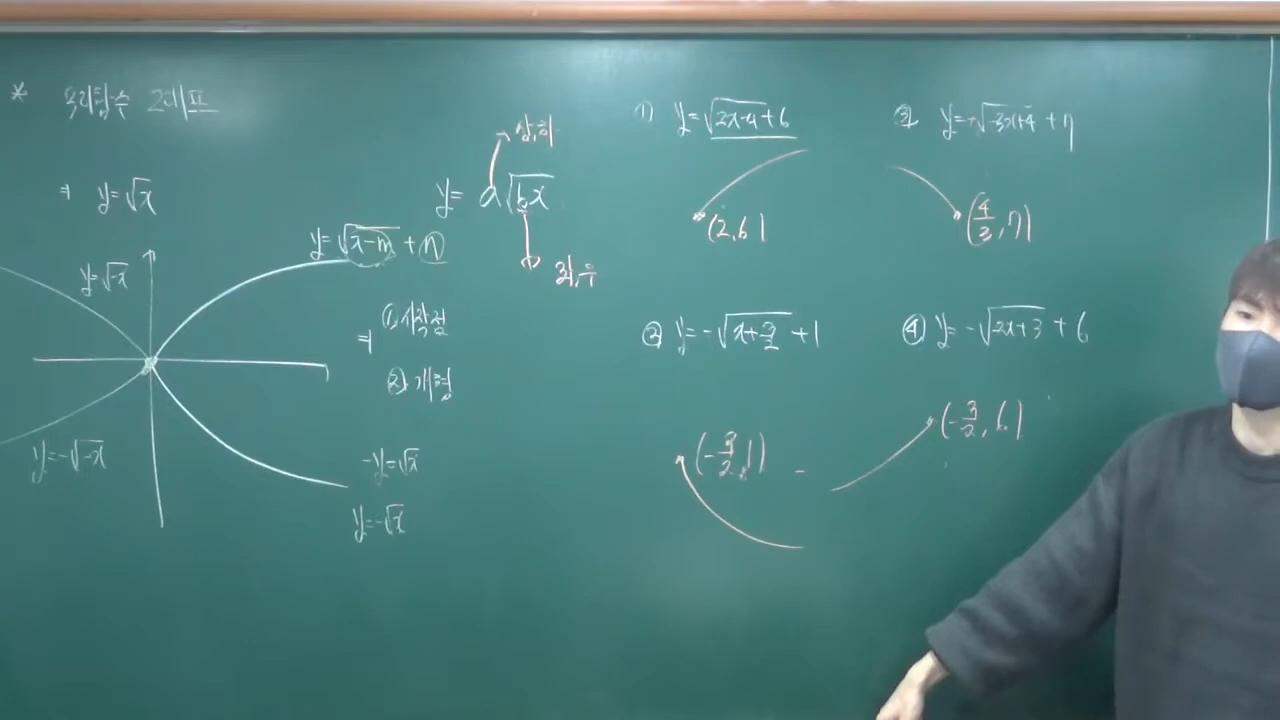 * 무리함수 그래프
⇒ y=√x
y=√-x
y=√x-m + n
y=-√-x
-y=√x
y=-√x
y= a√bx
상,하
좌,우
⇒ ① 시작점
② 개형
① y=√2x-4+6
(2,6)
② y=-√x+3/2 +1
(-3/2,1)
③ y=√-3x+4 +7
(4/3,7)
④ y=-√2x+3 +6
(-3/2,6)